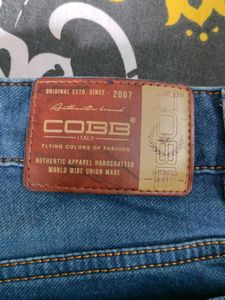 ORIGINAL ESTD. SINCE - 2007
Authentic brand
COBB
ITALY
FLYING COLORS OF FASHION
AUTHENTIC APPAREL HANDCRAFTED
WORLD WIDE UNION MADE